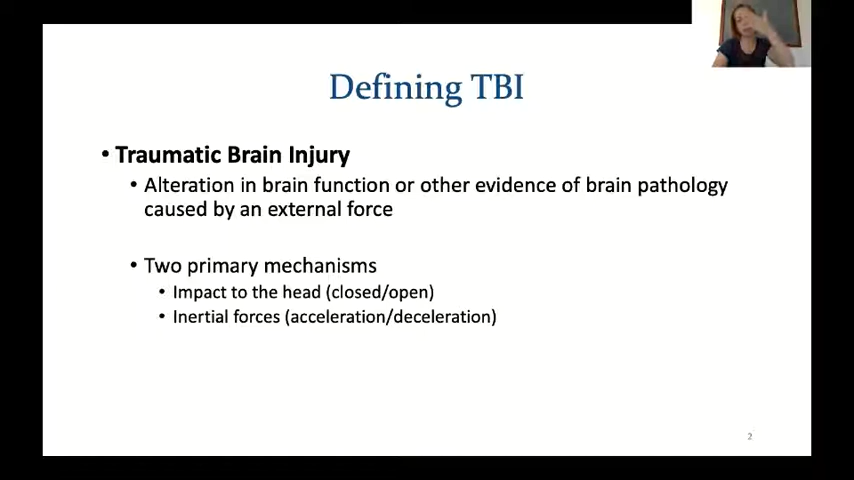 Defining TBI
• Traumatic Brain Injury
• Alteration in brain function or other evidence of brain pathology
caused by an external force
• Two primary mechanisms
• Impact to the head (closed/open)
• Inertial forces (acceleration/deceleration)
2